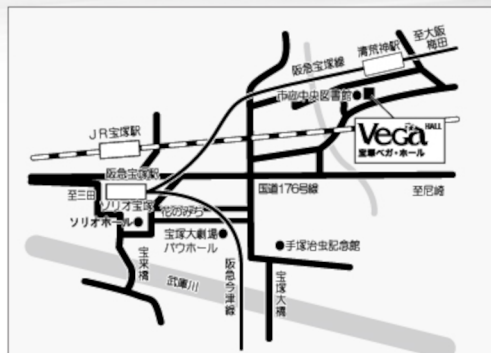 至大阪
梅田
清荒神駅
阪急宝塚線
市立中央図書館
Vega HALL
宝塚ベガ・ホール
JR宝塚駅
阪急宝塚駅
至三田
ソリオ宝塚
国道176号線
至尼崎
ソリオホール
花のみち
宝塚大劇場
バウホール
手塚治虫記念館
宝来橋
武庫川
阪急今津線
宝塚大橋